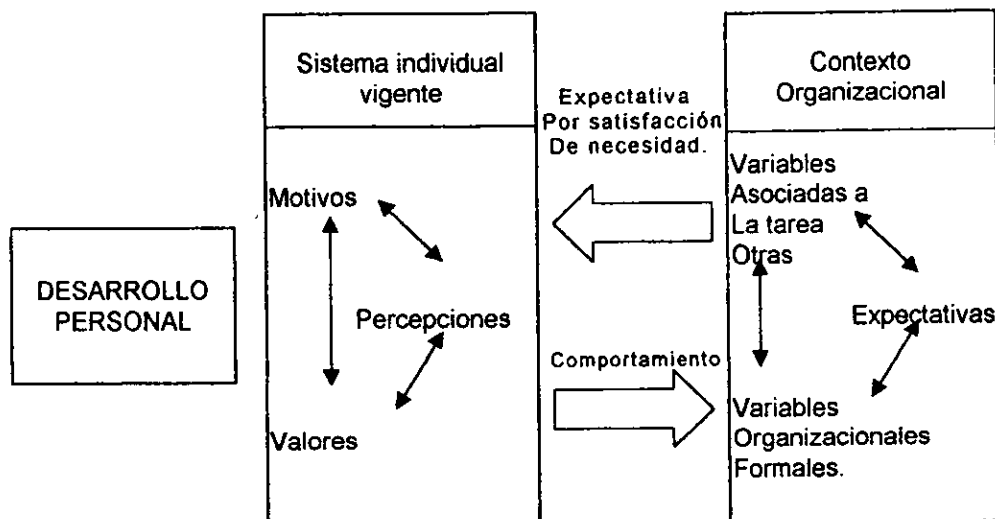 DESARROLLO
PERSONAL
Sistema individual
vigente
Motivos
Percepciones
Valores
Expectativa
Por satisfacción
De necesidad.
Comportamiento
Contexto
Organizacional
Variables
Asociadas a
La tarea
Otras
Expectativas
Variables
Organizacionales
Formales.